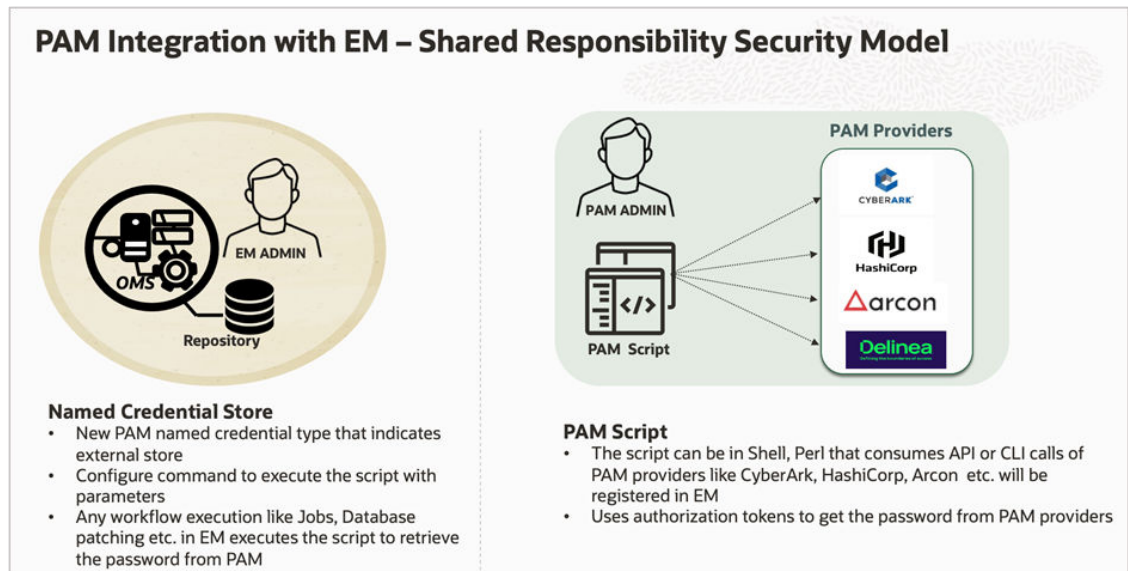 PAM Integration with EM – Shared Responsibility Security Model
OMS
EM ADMIN
Repository
Named Credential Store
• New PAM named credential type that indicates
external store
• Configure command to execute the script with
parameters
• Any workflow execution like Jobs, Database
patching etc. in EM executes the script to retrieve
the password from PAM
PAM ADMIN
PAM Script
PAM Providers
CYBERARK
HashiCorp
arcon
Delinea
Defining the boundaries of access
PAM Script
• The script can be in Shell, Perl that consumes API or CLI calls of
PAM providers like CyberArk, HashiCorp, Arcon etc. will be
registered in EM
• Uses authorization tokens to get the password from PAM providers